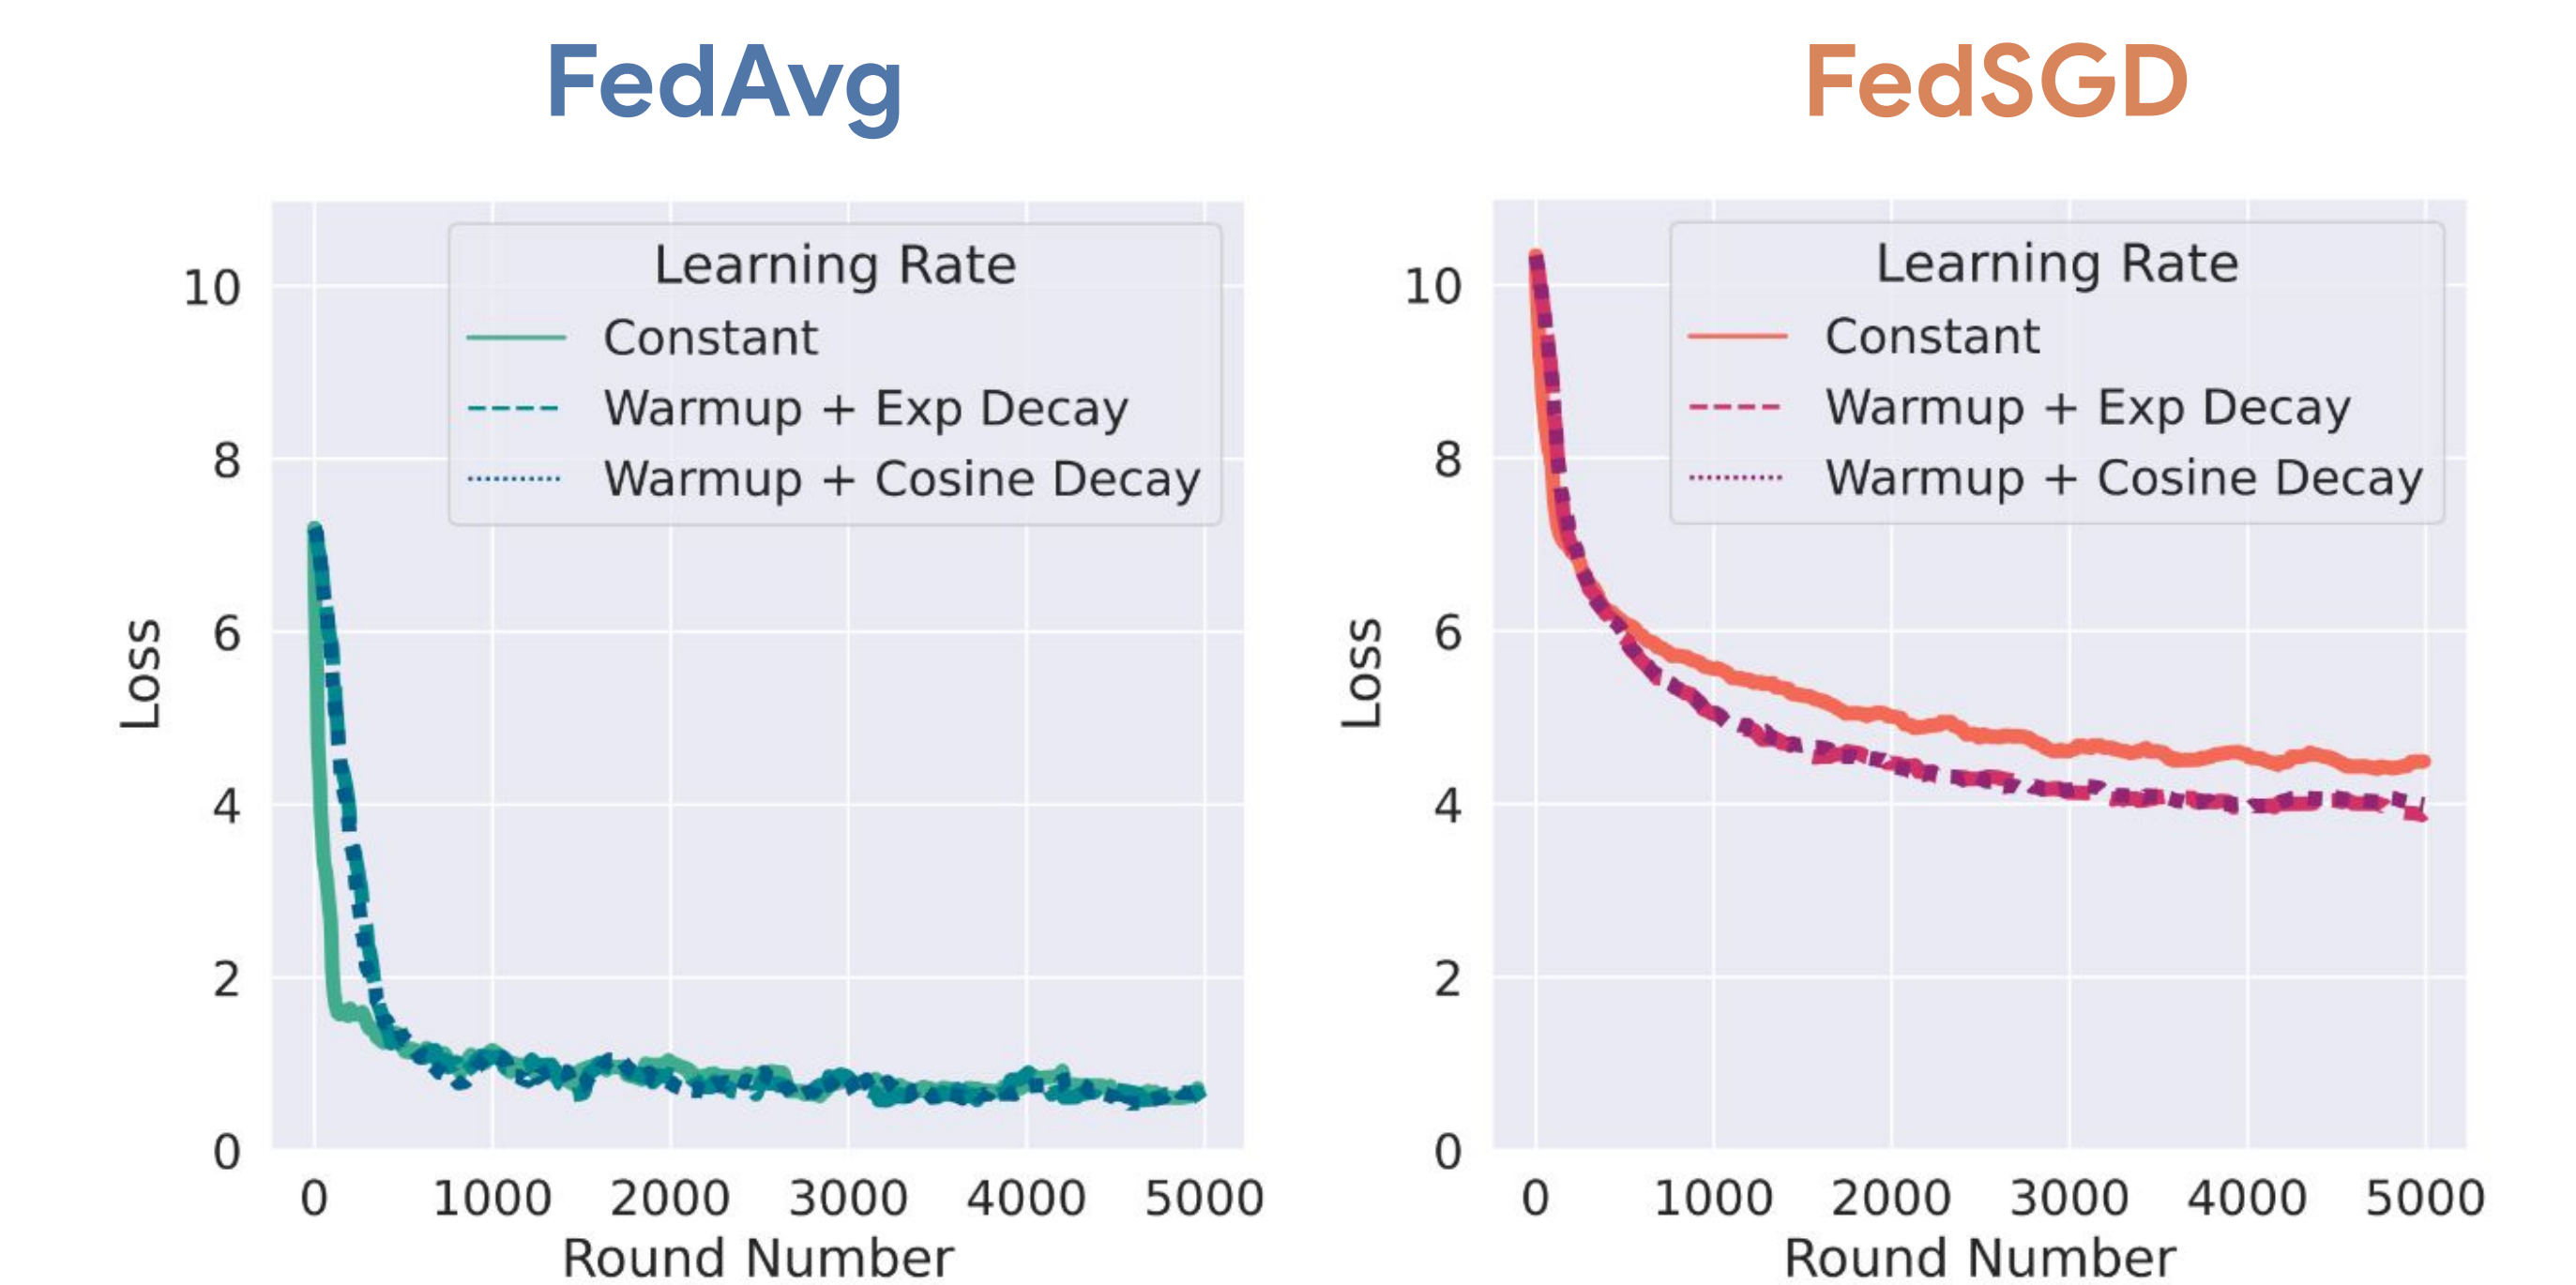 FedAvg
Learning Rate
Constant
Warmup + Exp Decay
Warmup + Cosine Decay
10
8
6
4
2
0
Loss
0 1000 2000 3000 4000 5000
Round Number
FedSGD
Learning Rate
Constant
Warmup + Exp Decay
Warmup + Cosine Decay
10
8
6
4
2
0
Loss
0 1000 2000 3000 4000 5000
Round Number